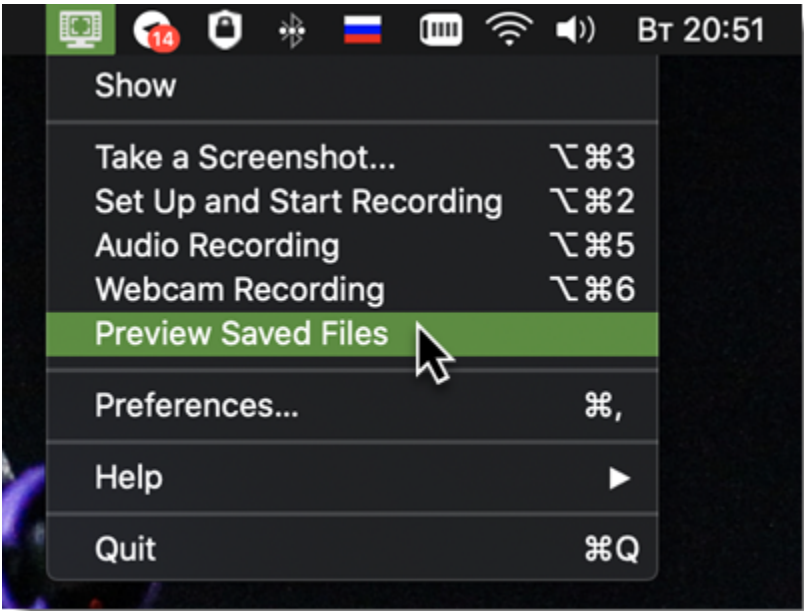 14 Вт 20:51
Show
Take a Screenshot... ⌥⌘3
Set Up and Start Recording ⌥⌘2
Audio Recording ⌥⌘5
Webcam Recording ⌥⌘6
Preview Saved Files
Preferences... ⌘,
Help ▶
Quit ⌘Q